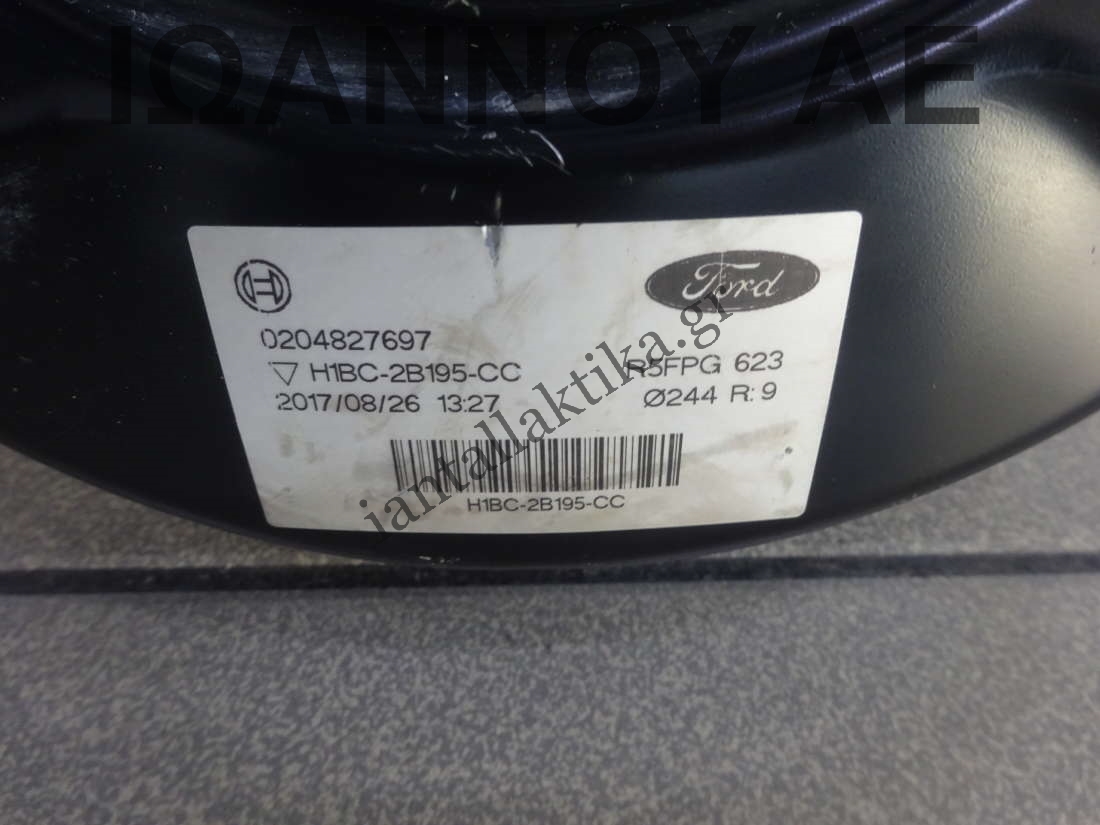 ΙΩΑΝΝΟΥ ΑΕ
Ford
0204827697
▽ H1BC-2B195-CC R5FPG 623
2017/08/26 13:27 Ø244 R:9
H1BC-2B195-CC
iantallaktika.gr